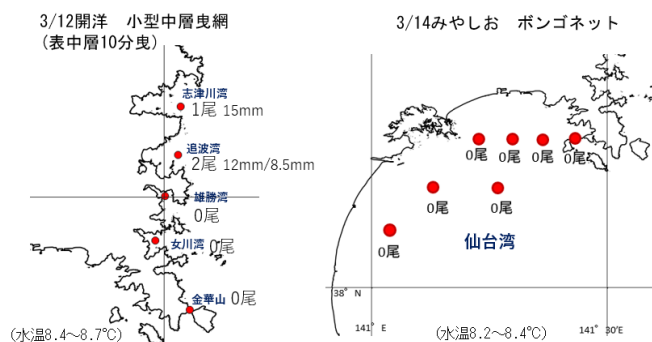 3/12開洋　小型中層曳網
（表中層10分曳）
志津川湾
1尾 15mm
追波湾
2尾 12mm/8.5mm
雄勝湾
0尾
女川湾
0尾
金華山
0尾
(水温8.4～8.7℃)
3/14みやしお　ボンゴネット
0尾
0尾
0尾
0尾
0尾
0尾
0尾
仙台湾
38° N
141° E
141° 30′E
(水温8.2～8.4℃)